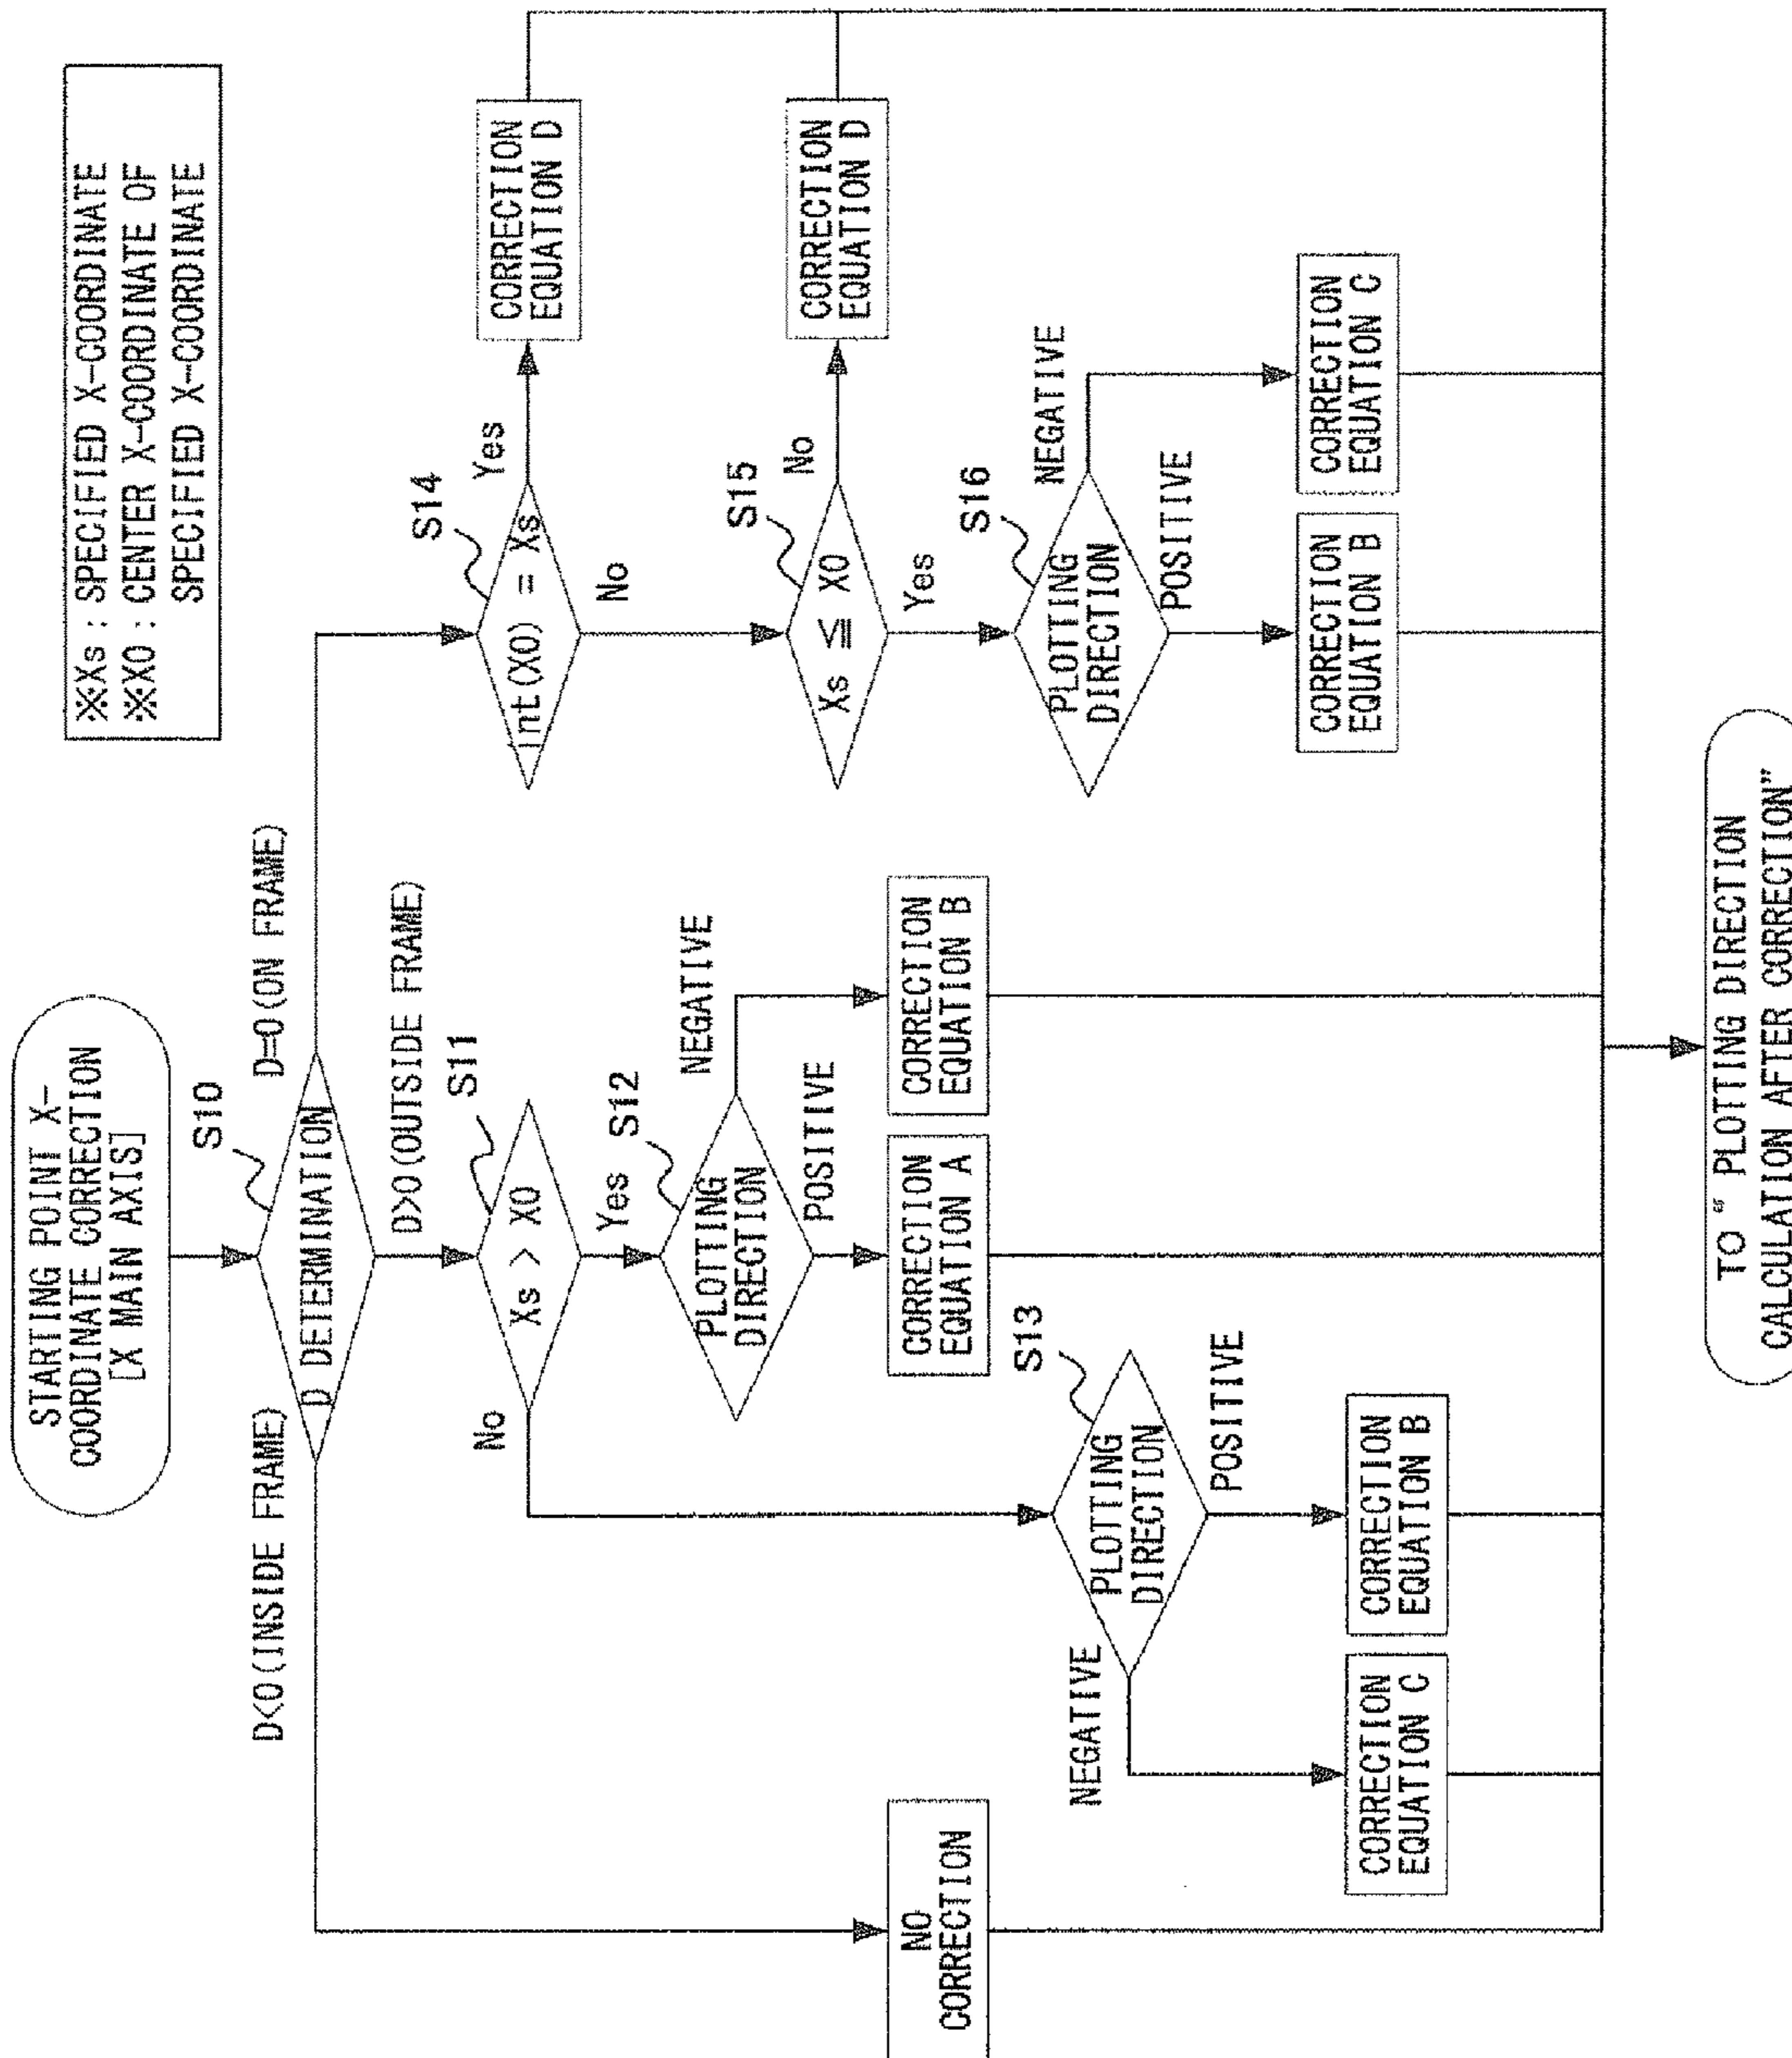 STARTING POINT X-
COORDINATE CORRECTION
[X MAIN AXIS]
※Xs : SPECIFIED X-COORDINATE
※X0 : CENTER X-COORDINATE OF
SPECIFIED X-COORDINATE
S10
D DETERMINATION
D<0(INSIDE FRAME)
D=0(ON FRAME)
D>0(OUTSIDE FRAME)
S11
Xs > X0
No
Yes
S12
PLOTTING
DIRECTION
NEGATIVE
POSITIVE
CORRECTION
EQUATION A
CORRECTION
EQUATION B
S13
PLOTTING
DIRECTION
NEGATIVE
POSITIVE
CORRECTION
EQUATION C
CORRECTION
EQUATION B
NO
CORRECTION
S14
int(X0) = Xs
Yes
CORRECTION
EQUATION D
No
S15
Xs ≦ X0
No
CORRECTION
EQUATION D
Yes
S16
PLOTTING
DIRECTION
NEGATIVE
POSITIVE
CORRECTION
EQUATION B
CORRECTION
EQUATION C
TO “ PLOTTING DIRECTION
CALCULATION AFTER CORRECTION”